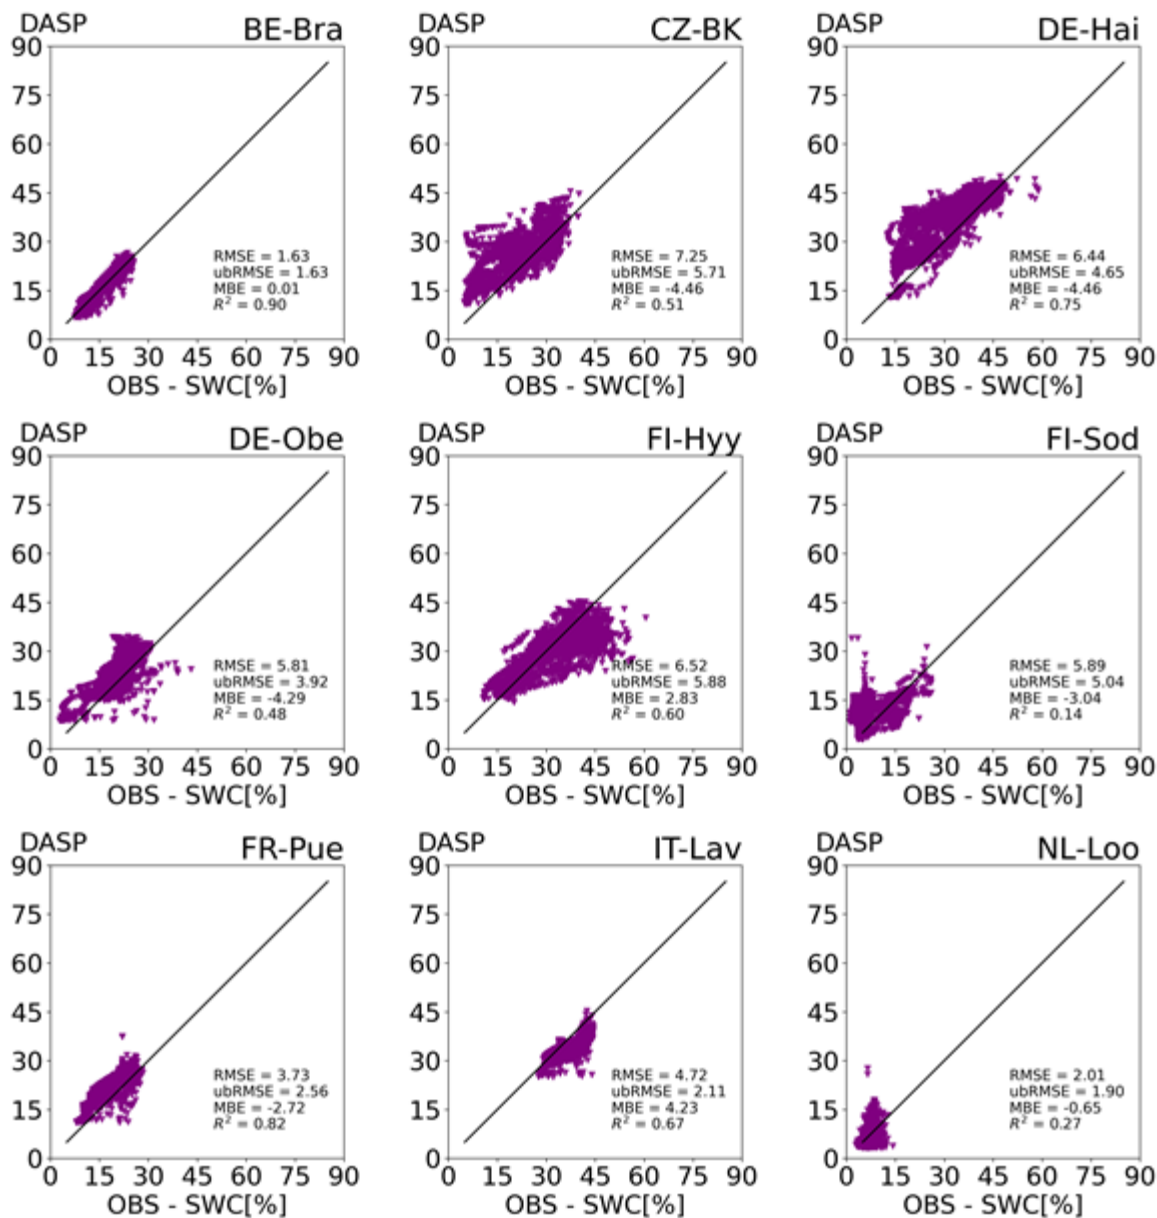 DASP BE-Bra
90
75
60
45
30
15
0
RMSE = 1.63
ubRMSE = 1.63
MBE = 0.01
R² = 0.90
0 15 30 45 60 75 90
OBS - SWC[%]
DASP CZ-BK
90
75
60
45
30
15
0
RMSE = 7.25
ubRMSE = 5.71
MBE = -4.46
R² = 0.51
0 15 30 45 60 75 90
OBS - SWC[%]
DASP DE-Hai
90
75
60
45
30
15
0
RMSE = 6.44
ubRMSE = 4.65
MBE = -4.46
R² = 0.75
0 15 30 45 60 75 90
OBS - SWC[%]
DASP DE-Obe
90
75
60
45
30
15
0
RMSE = 5.81
ubRMSE = 3.92
MBE = -4.29
R² = 0.48
0 15 30 45 60 75 90
OBS - SWC[%]
DASP FI-Hyy
90
75
60
45
30
15
0
RMSE = 6.52
ubRMSE = 5.88
MBE = 2.83
R² = 0.60
0 15 30 45 60 75 90
OBS - SWC[%]
DASP FI-Sod
90
75
60
45
30
15
0
RMSE = 5.89
ubRMSE = 5.04
MBE = -3.04
R² = 0.14
0 15 30 45 60 75 90
OBS - SWC[%]
DASP FR-Pue
90
75
60
45
30
15
0
RMSE = 3.73
ubRMSE = 2.56
MBE = -2.72
R² = 0.82
0 15 30 45 60 75 90
OBS - SWC[%]
DASP IT-Lav
90
75
60
45
30
15
0
RMSE = 4.72
ubRMSE = 2.11
MBE = 4.23
R² = 0.67
0 15 30 45 60 75 90
OBS - SWC[%]
DASP NL-Loo
90
75
60
45
30
15
0
RMSE = 2.01
ubRMSE = 1.90
MBE = -0.65
R² = 0.27
0 15 30 45 60 75 90
OBS - SWC[%]